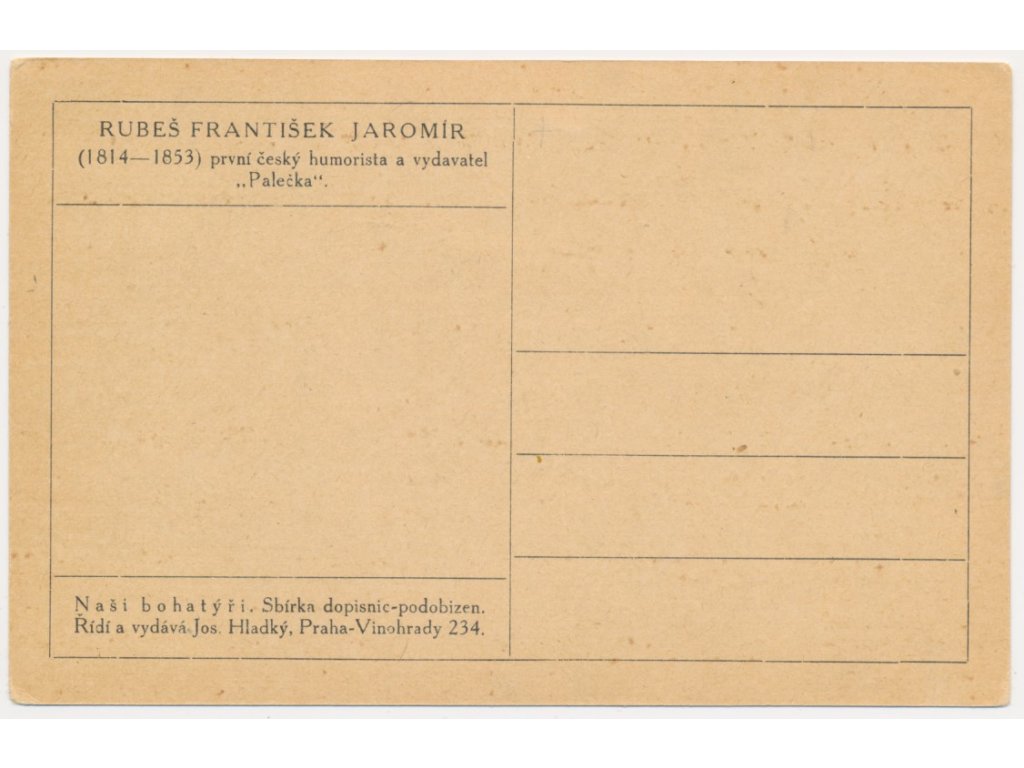 RUBEŠ FRANTIŠEK JAROMÍR
(1814—1853) první český humorista a vydavatel
„Palečka“.
Naši bohatýři. Sbírka dopisnic-podobizen.
Řídí a vydává Jos. Hladký, Praha-Vinohrady 234.